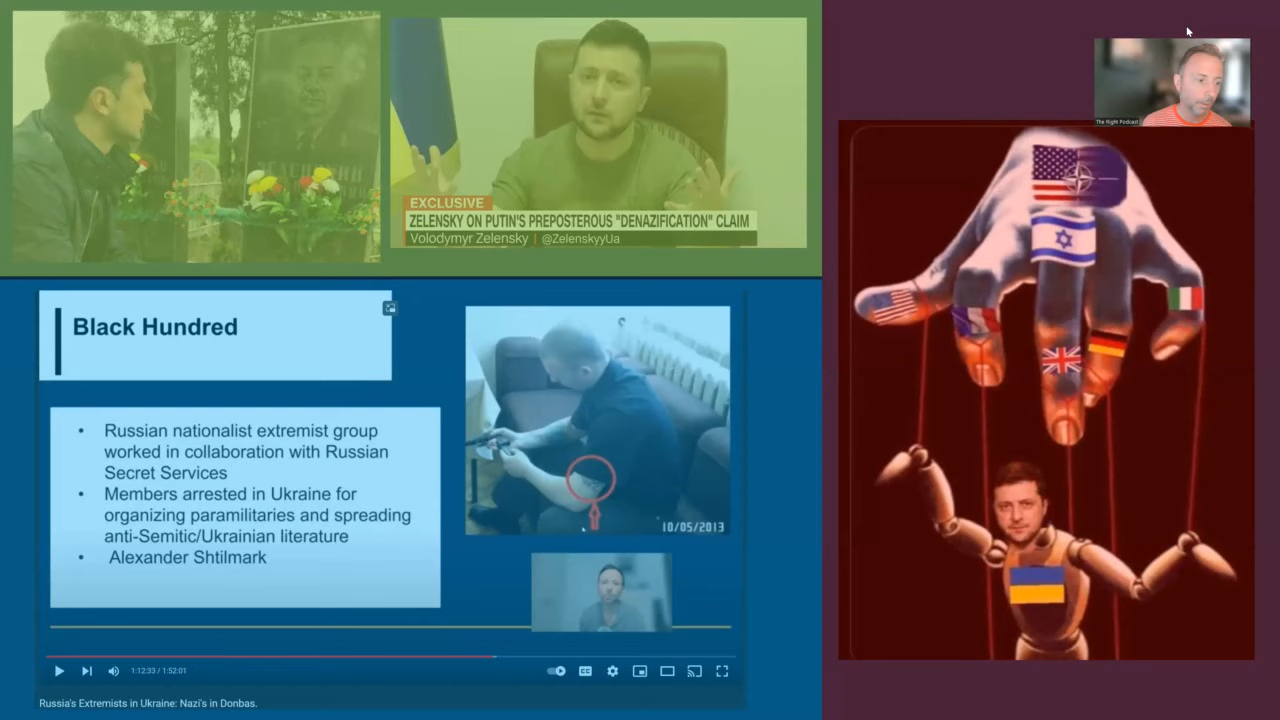 EXCLUSIVE
ZELENSKY ON PUTIN'S PREPOSTEROUS "DENAZIFICATION" CLAIM
Volodymyr Zelensky | @ZelenskyyUa
The Right Podcast
Black Hundred
• Russian nationalist extremist group
worked in collaboration with Russian
Secret Services
• Members arrested in Ukraine for
organizing paramilitaries and spreading
anti-Semitic/Ukrainian literature
• Alexander Shtilmark
10/05/2013
1:12:33 / 1:52:01
CC
Russia's Extremists in Ukraine: Nazi's in Donbas.